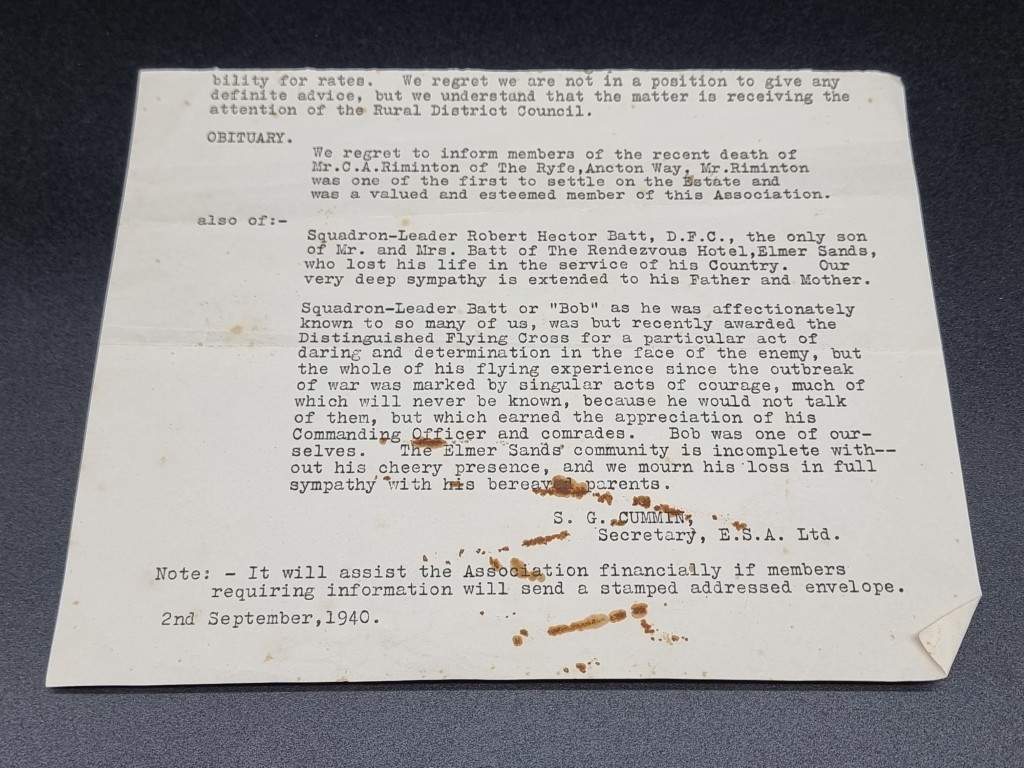 bility for rates. We regret we are not in a position to give any
definite advice, but we understand that the matter is receiving the
attention of the Rural District Council.
OBITUARY.
We regret to inform members of the recent death of
Mr.C.A.Riminton of The Ryfe,Ancton Way, Mr.Riminton
was one of the first to settle on the Estate and
was a valued and esteemed member of this Association.
also of:-
Squadron-Leader Robert Hector Batt, D.F.C., the only son
of Mr. and Mrs. Batt of The Rendezvous Hotel,Elmer Sands,
who lost his life in the service of his Country. Our
very deep sympathy is extended to his Father and Mother.
Squadron-Leader Batt or "Bob" as he was affectionately
known to so many of us, was but recently awarded the
Distinguished Flying Cross for a particular act of
daring and determination in the face of the enemy, but
the whole of his flying experience since the outbreak
of war was marked by singular acts of courage, much of
which will never be known, because he would not talk
of them, but which earned the appreciation of his
Commanding Officer and comrades. Bob was one of our-
selves. The Elmer Sands community is incomplete with--
out his cheery presence, and we mourn his loss in full
sympathy with his bereaved parents.
S. G. CUMMIN,
Secretary, E.S.A. Ltd.
Note: - It will assist the Association financially if members
requiring information will send a stamped addressed envelope.
2nd September,1940.